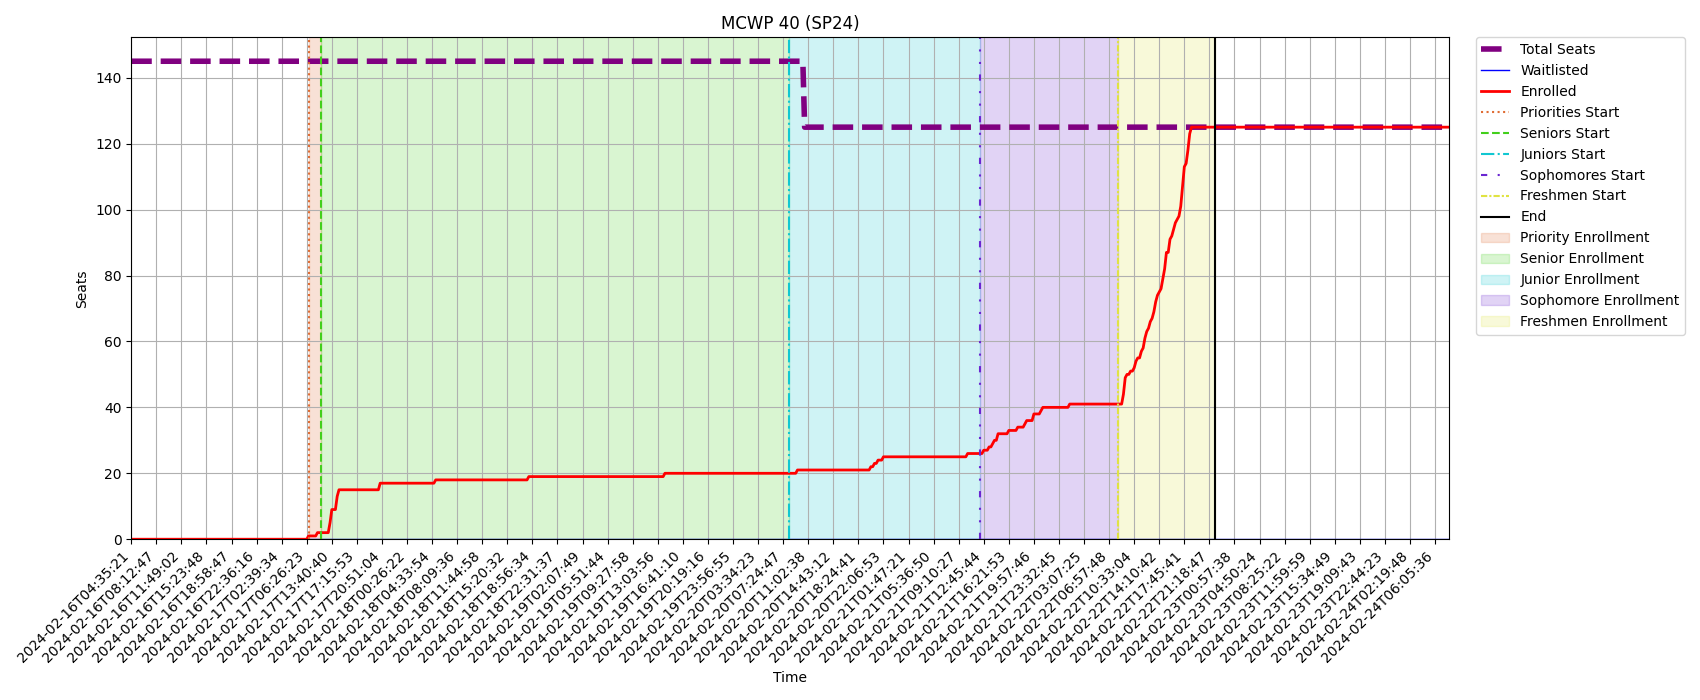 MCWP 40 (SP24)
Seats
140
120
100
80
60
40
20
0
2024-02-16T04:35:21
2024-02-16T08:12:47
2024-02-16T11:49:02
2024-02-16T15:23:48
2024-02-16T18:58:47
2024-02-16T22:36:16
2024-02-17T02:39:34
2024-02-17T06:26:23
2024-02-17T13:40:40
2024-02-17T17:15:53
2024-02-17T20:51:04
2024-02-18T00:26:22
2024-02-18T04:33:54
2024-02-18T08:09:36
2024-02-18T11:44:58
2024-02-18T15:20:32
2024-02-18T18:56:34
2024-02-18T22:31:37
2024-02-19T02:07:49
2024-02-19T05:51:44
2024-02-19T09:27:58
2024-02-19T13:03:56
2024-02-19T16:41:10
2024-02-19T20:19:16
2024-02-19T23:56:55
2024-02-20T03:34:23
2024-02-20T07:24:47
2024-02-20T11:02:38
2024-02-20T14:43:12
2024-02-20T18:24:41
2024-02-20T22:06:53
2024-02-21T01:47:21
2024-02-21T05:36:50
2024-02-21T09:10:27
2024-02-21T12:45:44
2024-02-21T16:21:53
2024-02-21T19:57:46
2024-02-21T23:32:45
2024-02-22T03:07:25
2024-02-22T06:57:48
2024-02-22T10:33:04
2024-02-22T14:10:42
2024-02-22T17:45:41
2024-02-22T21:18:47
2024-02-23T00:57:38
2024-02-23T04:50:24
2024-02-23T08:25:22
2024-02-23T11:59:59
2024-02-23T15:34:49
2024-02-23T19:09:43
2024-02-23T22:44:23
2024-02-24T02:19:48
2024-02-24T06:05:36
Time
Total Seats
Waitlisted
Enrolled
Priorities Start
Seniors Start
Juniors Start
Sophomores Start
Freshmen Start
End
Priority Enrollment
Senior Enrollment
Junior Enrollment
Sophomore Enrollment
Freshmen Enrollment